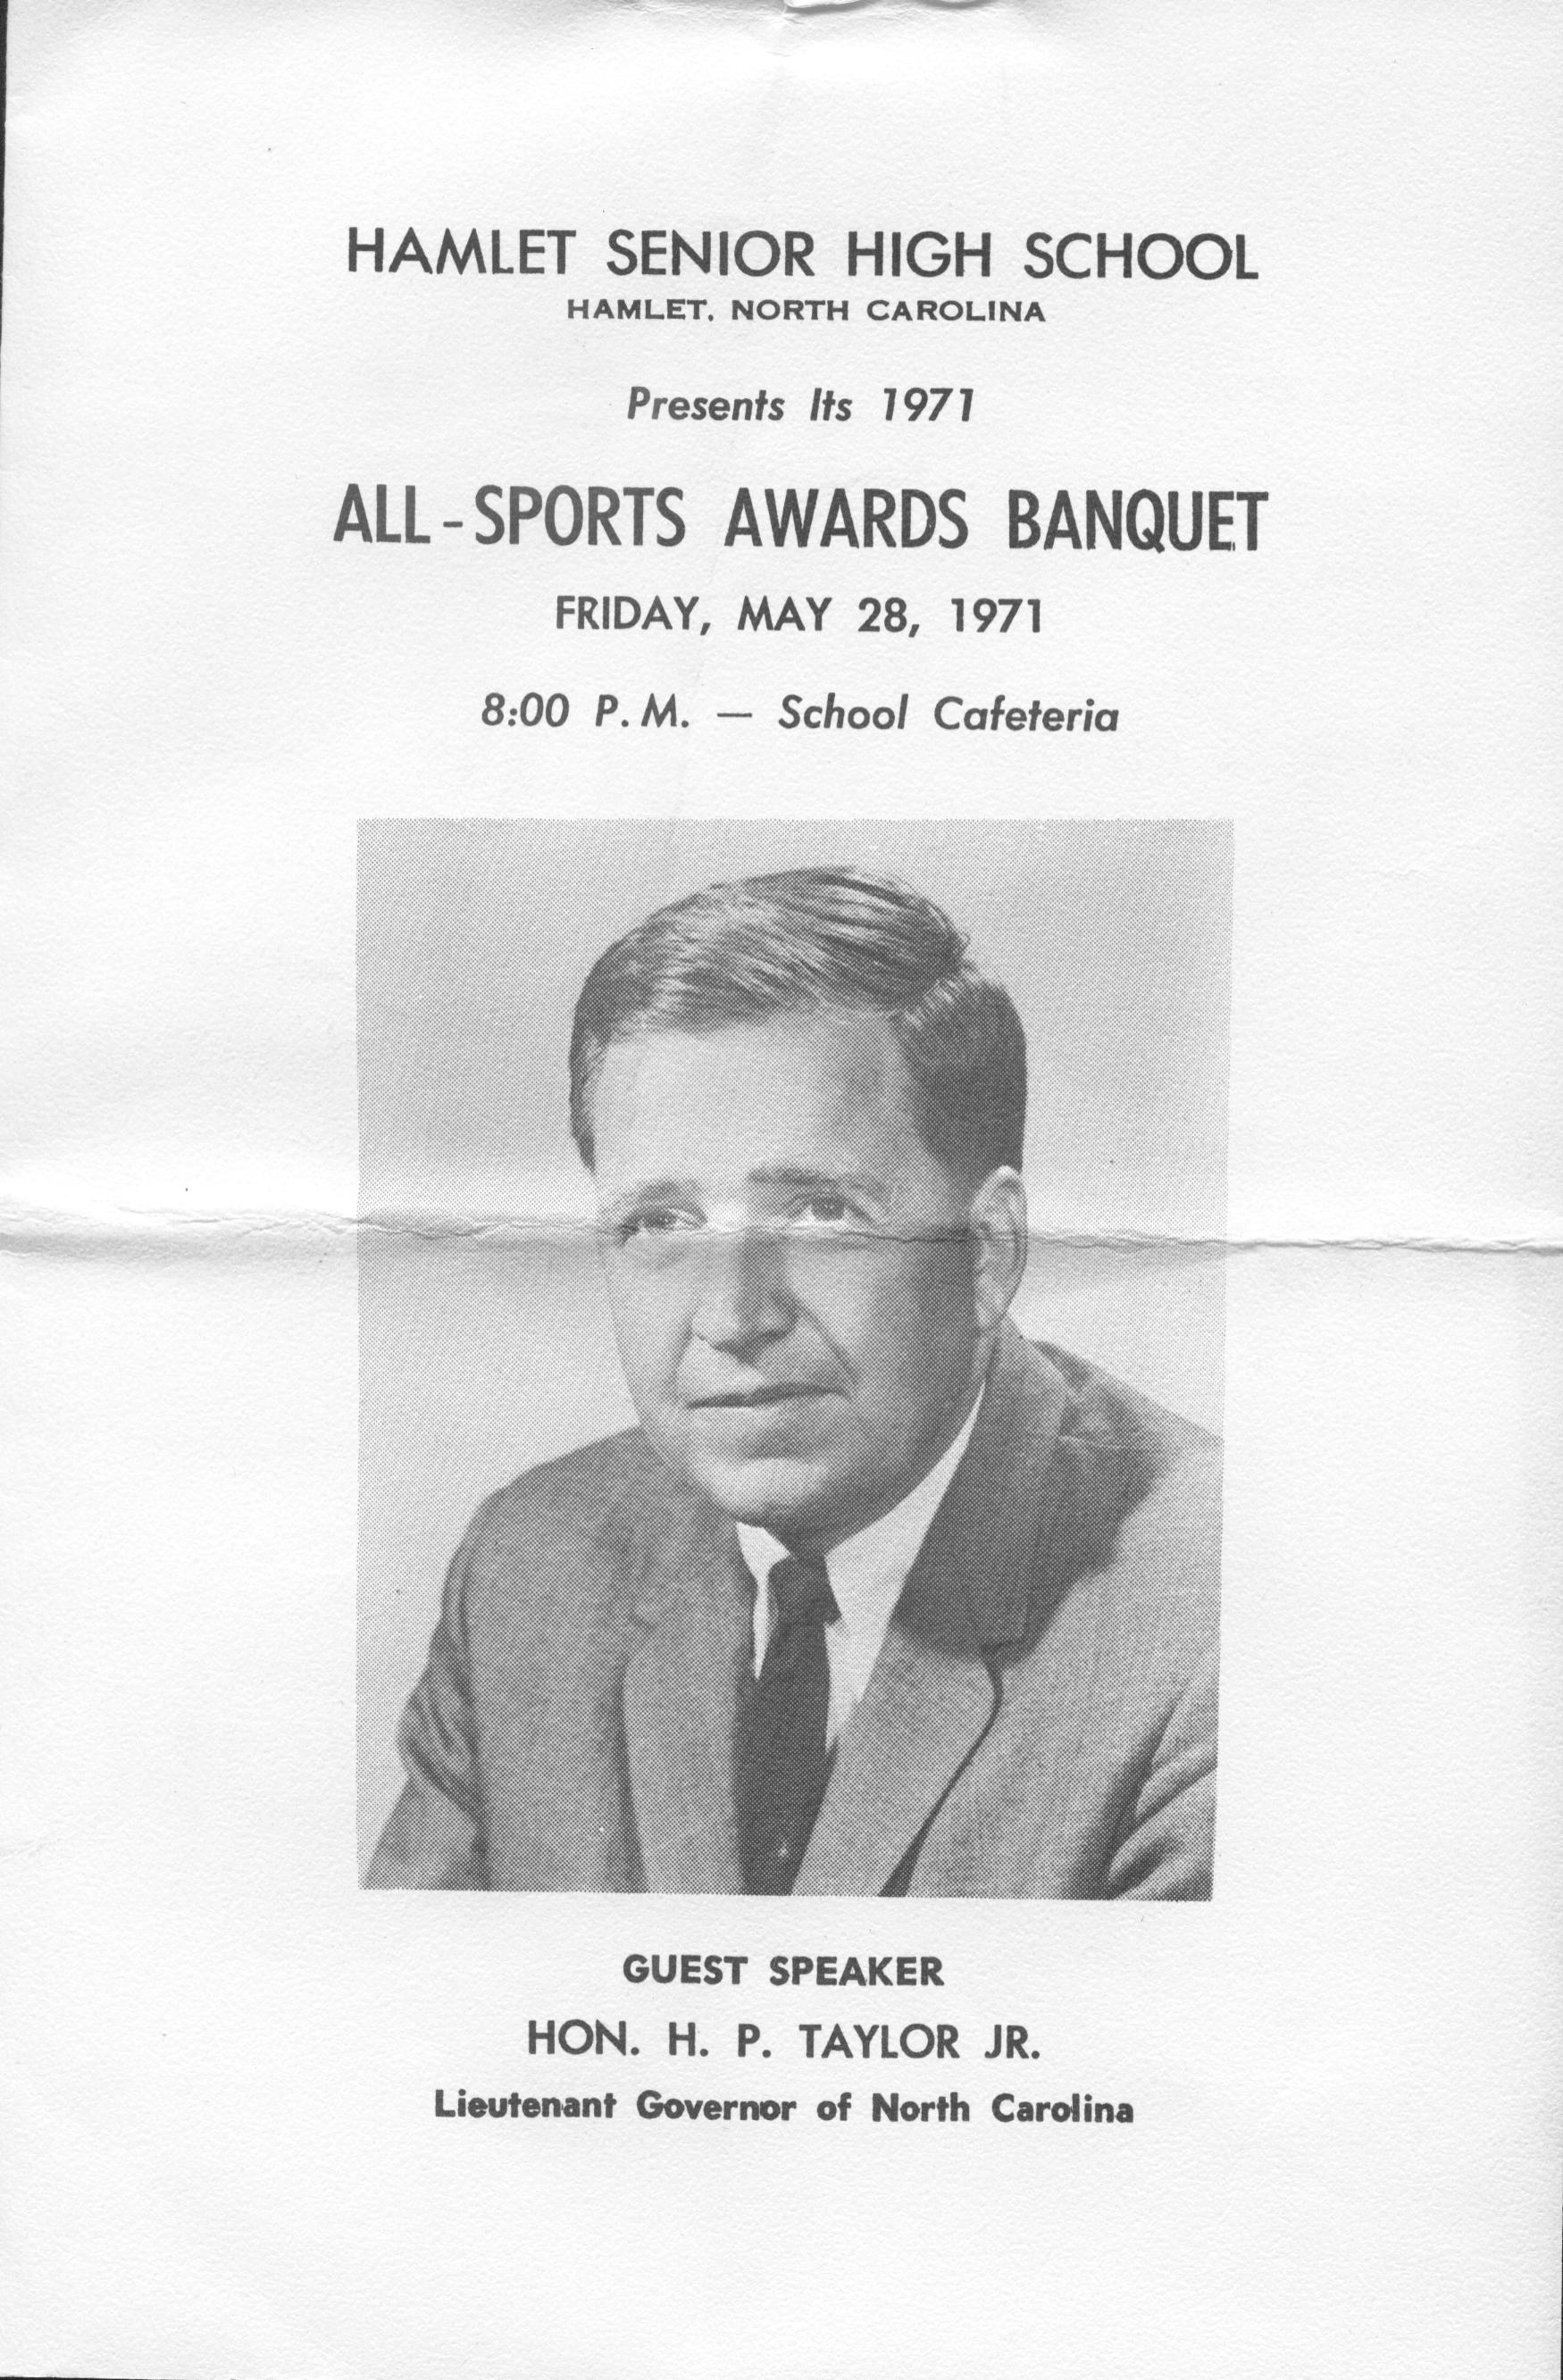 HAMLET SENIOR HIGH SCHOOL
HAMLET, NORTH CAROLINA
Presents Its 1971
ALL-SPORTS AWARDS BANQUET
FRIDAY, MAY 28, 1971
8:00 P. M. — School Cafeteria
GUEST SPEAKER
HON. H. P. TAYLOR JR.
Lieutenant Governor of North Carolina